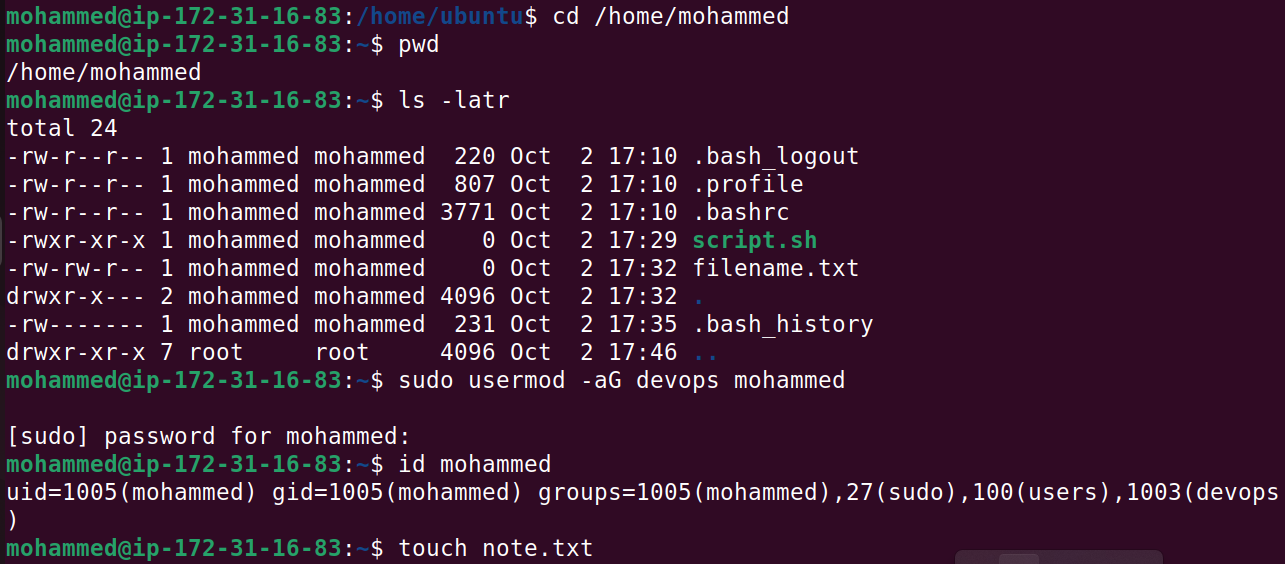 mohammed@ip-172-31-16-83:/home/ubuntu$ cd /home/mohammed
mohammed@ip-172-31-16-83:~$ pwd
/home/mohammed
mohammed@ip-172-31-16-83:~$ ls -latr
total 24
-rw-r--r-- 1 mohammed mohammed  220 Oct  2 17:10 .bash_logout
-rw-r--r-- 1 mohammed mohammed  807 Oct  2 17:10 .profile
-rw-r--r-- 1 mohammed mohammed 3771 Oct  2 17:10 .bashrc
-rwxr-xr-x 1 mohammed mohammed    0 Oct  2 17:29 script.sh
-rw-rw-r-- 1 mohammed mohammed    0 Oct  2 17:32 filename.txt
drwxr-x--- 2 mohammed mohammed 4096 Oct  2 17:32 .
-rw------- 1 mohammed mohammed  231 Oct  2 17:35 .bash_history
drwxr-xr-x 7 root     root     4096 Oct  2 17:46 ..
mohammed@ip-172-31-16-83:~$ sudo usermod -aG devops mohammed
[sudo] password for mohammed:
mohammed@ip-172-31-16-83:~$ id mohammed
uid=1005(mohammed) gid=1005(mohammed) groups=1005(mohammed),27(sudo),100(users),1003(devops
)
mohammed@ip-172-31-16-83:~$ touch note.txt